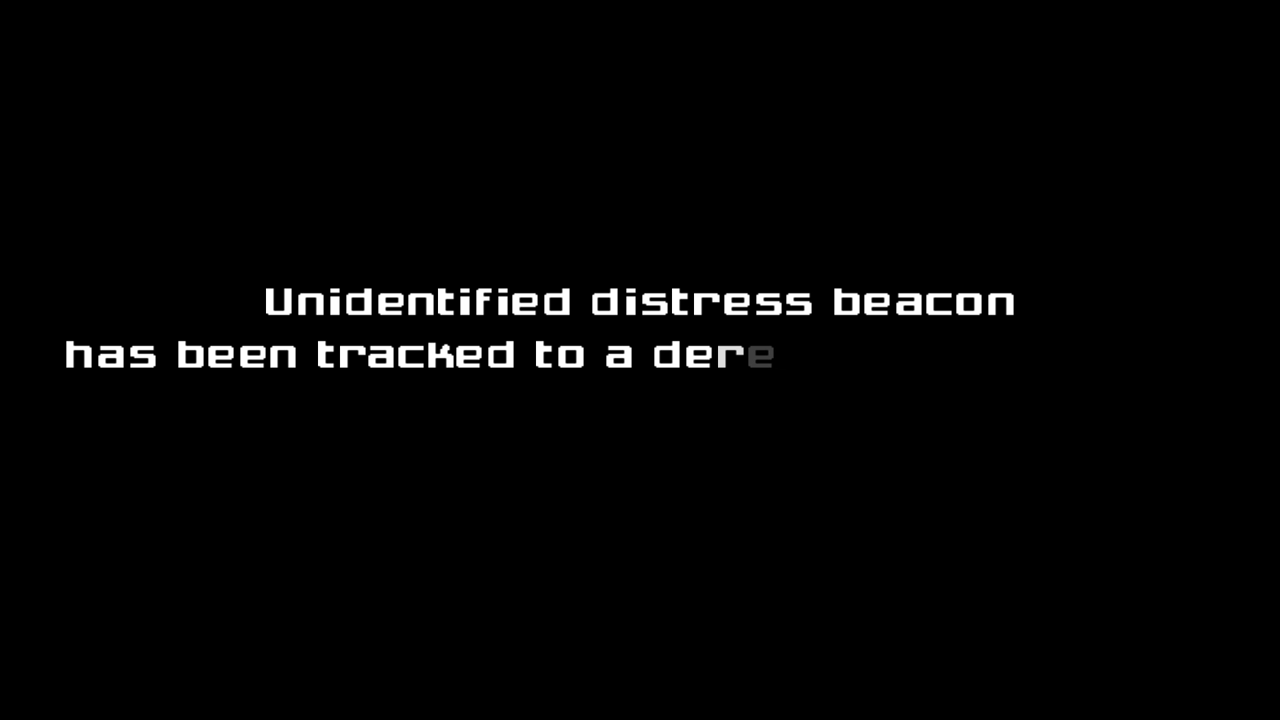 Unidentified distress beacon
has been tracked to a dere